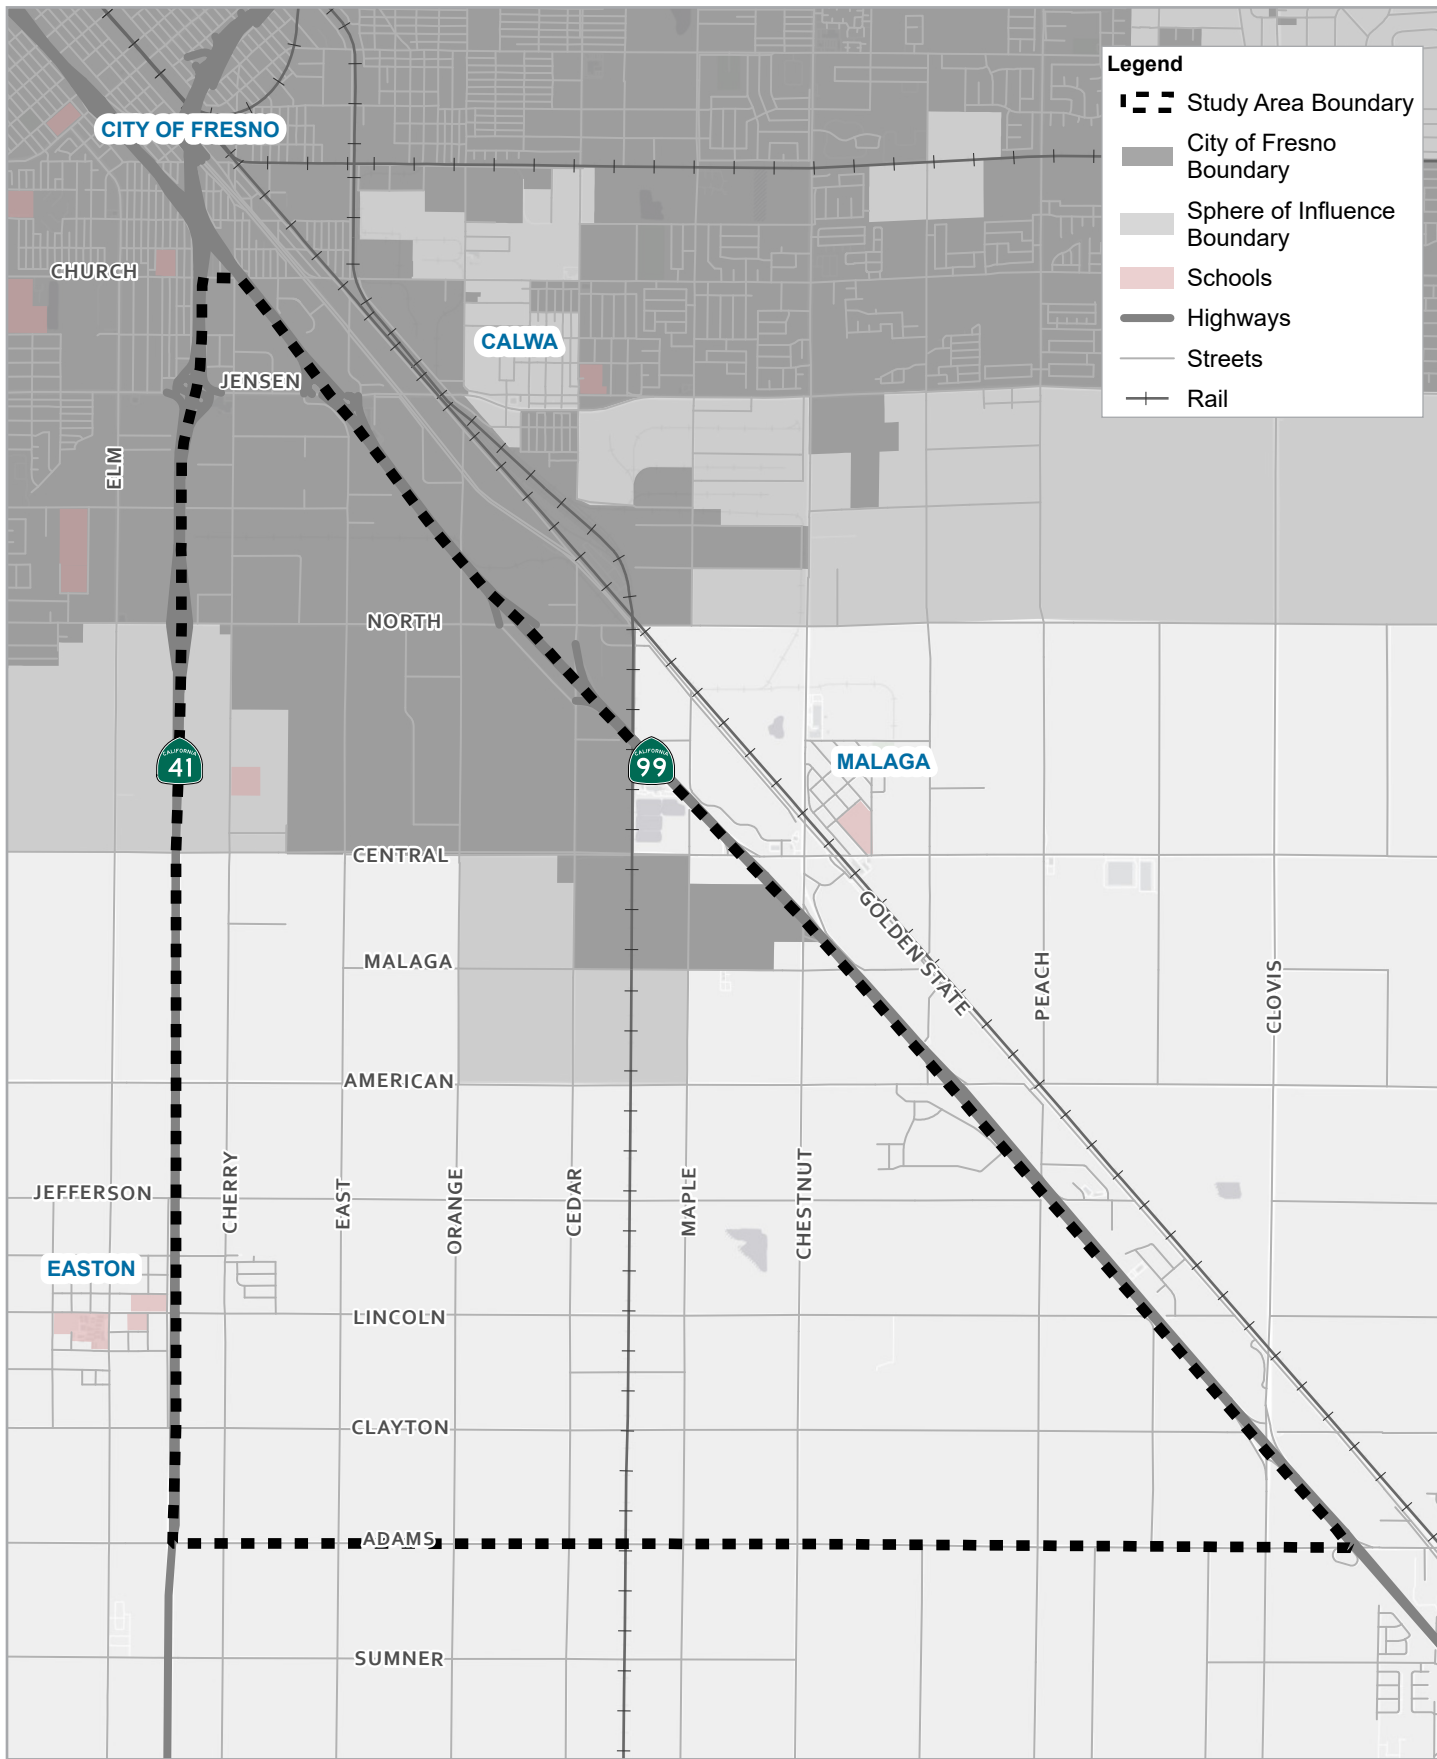 Legend
Study Area Boundary
City of Fresno
Boundary
Sphere of Influence
Boundary
Schools
Highways
Streets
Rail
CITY OF FRESNO
CHURCH
CALWA
JENSEN
ELM
NORTH
CALIFORNIA
41
CALIFORNIA
99
MALAGA
CENTRAL
GOLDEN STATE
MALAGA
PEACH
CLOVIS
AMERICAN
JEFFERSON
CHERRY
EAST
ORANGE
CEDAR
MAPLE
CHESTNUT
EASTON
LINCOLN
CLAYTON
ADAMS
SUMNER